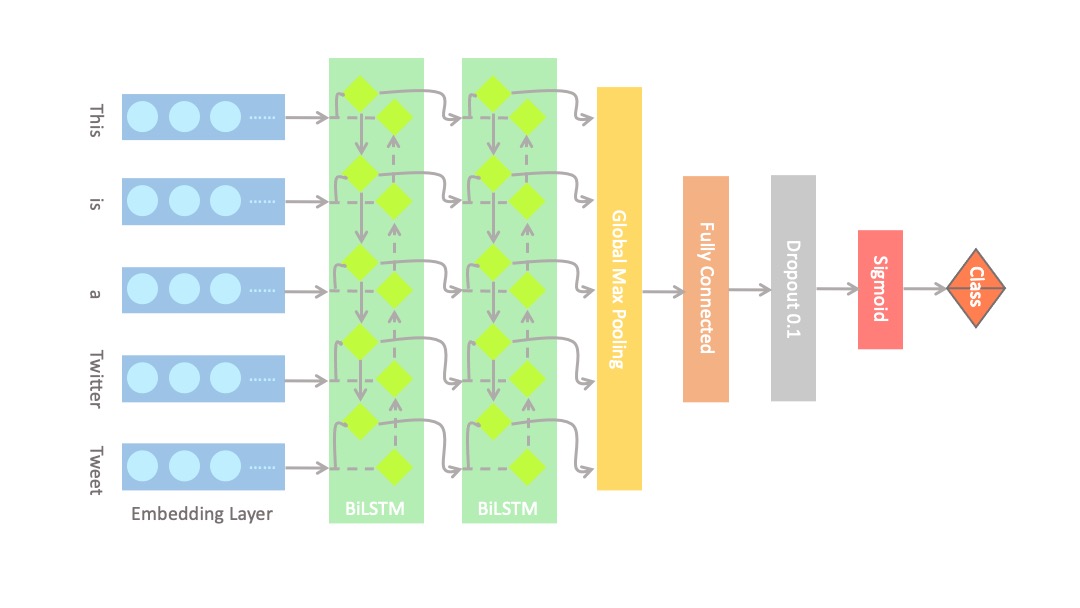 This
is
a
Twitter
Tweet
Embedding Layer
BiLSTM
BiLSTM
Global Max Pooling
Fully Connected
Dropout 0.1
Sigmoid
Class